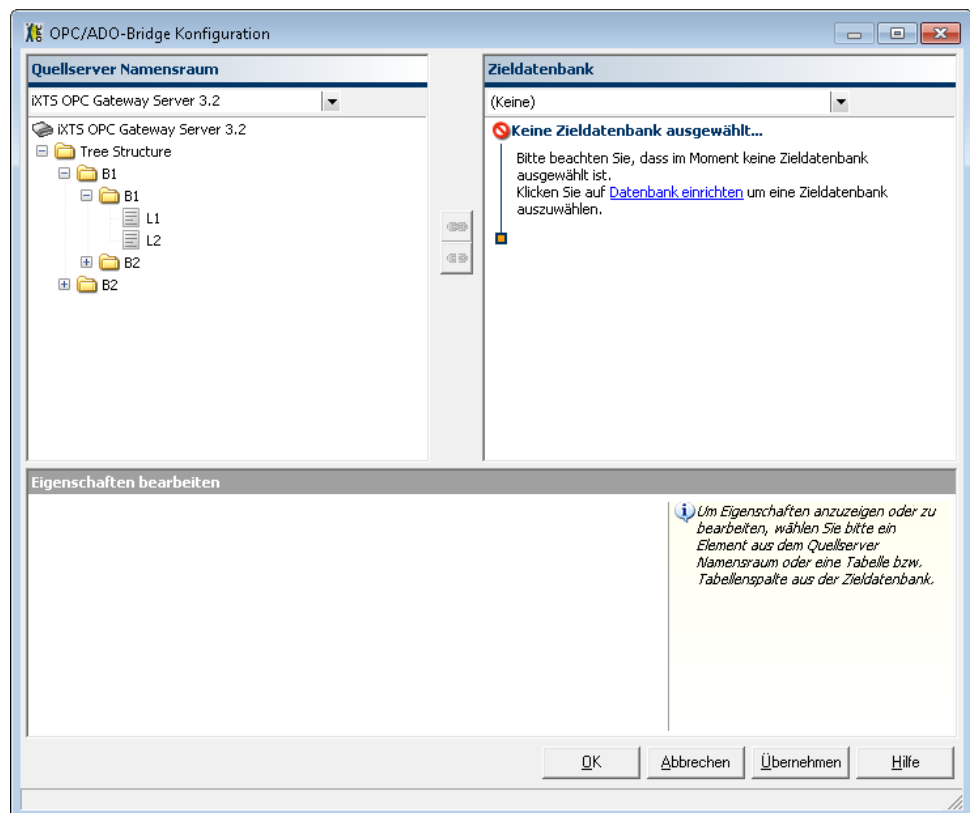 OPC/ADO-Bridge Konfiguration
Quellserver Namensraum
iXTS OPC Gateway Server 3.2
iXTS OPC Gateway Server 3.2
Tree Structure
B1
B1
L1
L2
B2
B2
Zieldatenbank
(Keine)
Keine Zieldatenbank ausgewählt...
Bitte beachten Sie, dass im Moment keine Zieldatenbank
ausgewählt ist.
Klicken Sie auf Datenbank einrichten um eine Zieldatenbank
auszuwählen.
Eigenschaften bearbeiten
Um Eigenschaften anzuzeigen oder zu
bearbeiten, wählen Sie bitte ein
Element aus dem Quellserver
Namensraum oder eine Tabelle bzw.
Tabellenspalte aus der Zieldatenbank.
OK
Abbrechen
Übernehmen
Hilfe